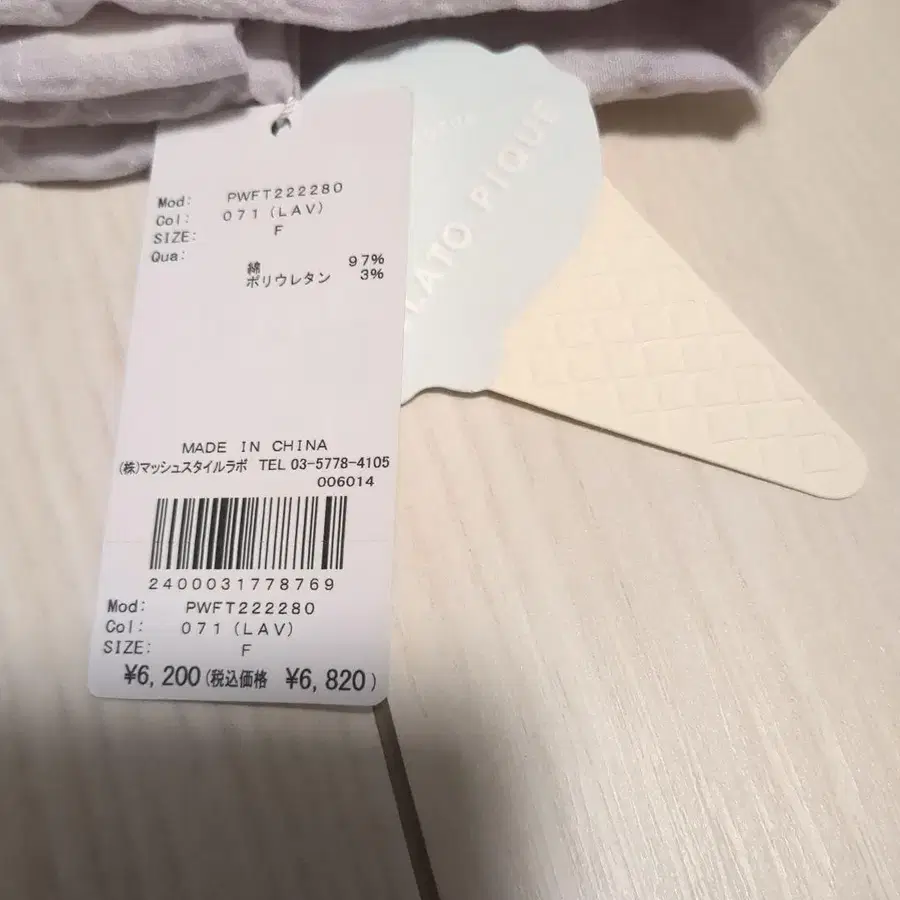 Mod: PWFT222280
Col: 071(LAV)
SIZE: F
Qua:
綿 97%
ポリウレタン 3%
MADE IN CHINA
(株)マッシュスタイルラボ TEL 03-5778-4105
006014
2400031778769
Mod: PWFT222280
Col: 071(LAV)
SIZE: F
¥6,200(税込価格 ¥6,820)
LATO PIQUE